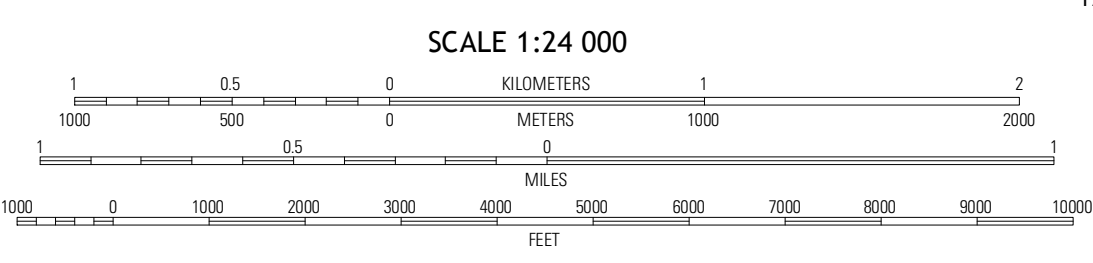 SCALE 1:24 000
1 0.5 0 KILOMETERS 1 2
1000 500 0 METERS 1000 2000
1 0.5 0 1
MILES
1000 0 1000 2000 3000 4000 5000 6000 7000 8000 9000 10000
FEET